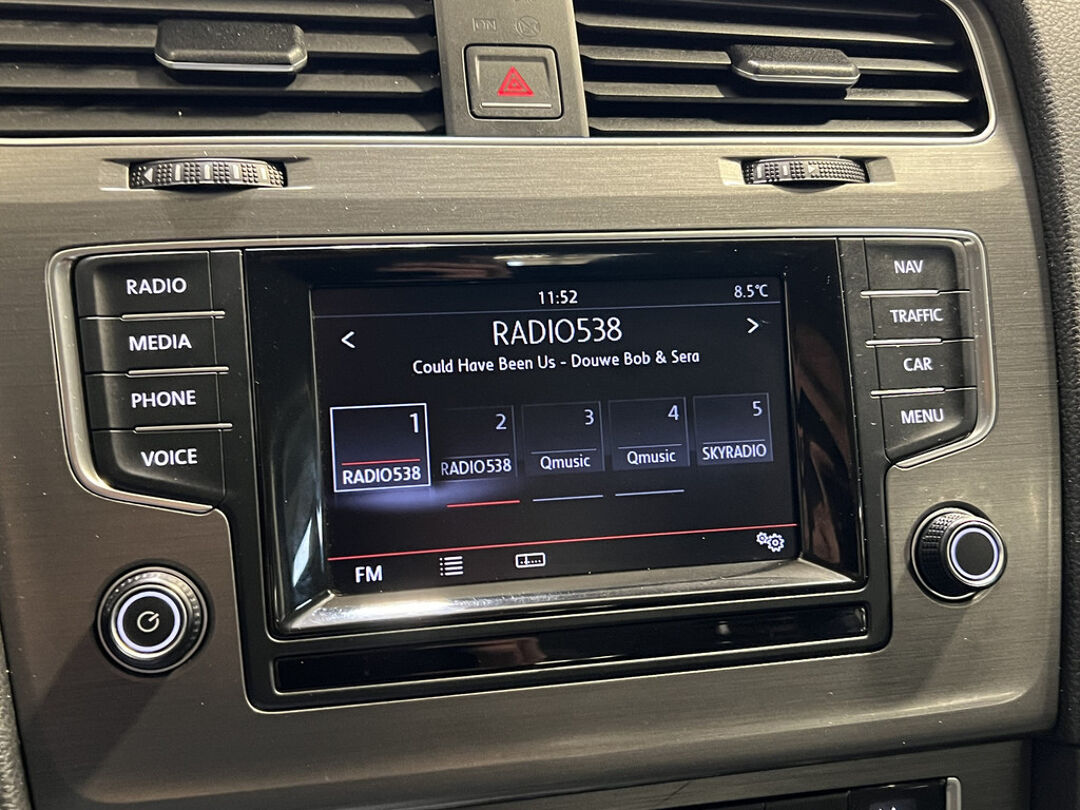 ON
RADIO
MEDIA
PHONE
VOICE
11:52
8.5°C
< RADIO538 >
Could Have Been Us - Douwe Bob & Sera
1
RADIO538
2
RADIO538
3
Qmusic
4
Qmusic
5
SKYRADIO
FM
NAV
TRAFFIC
CAR
MENU